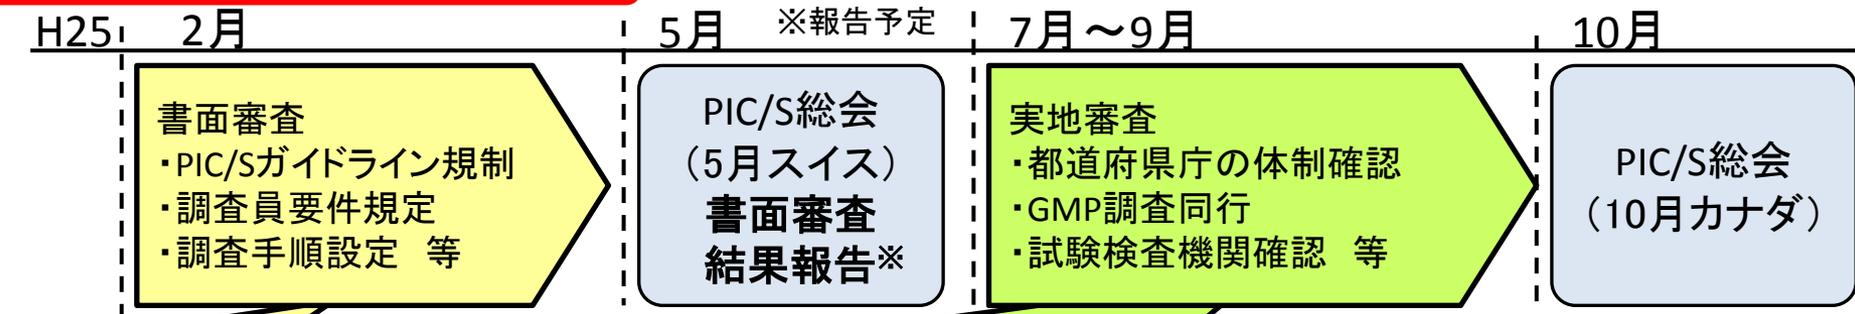 H25 2月 5月 ※報告予定 7月～9月 10月
書面審査
・PIC/Sガイドライン規制
・調査員要件規定
・調査手順設定　等
PIC/S総会
（5月スイス）
書面審査
結果報告※
実地審査
・都道府県庁の体制確認
・GMP調査同行
・試験検査機関確認　等
PIC/S総会
（10月カナダ）